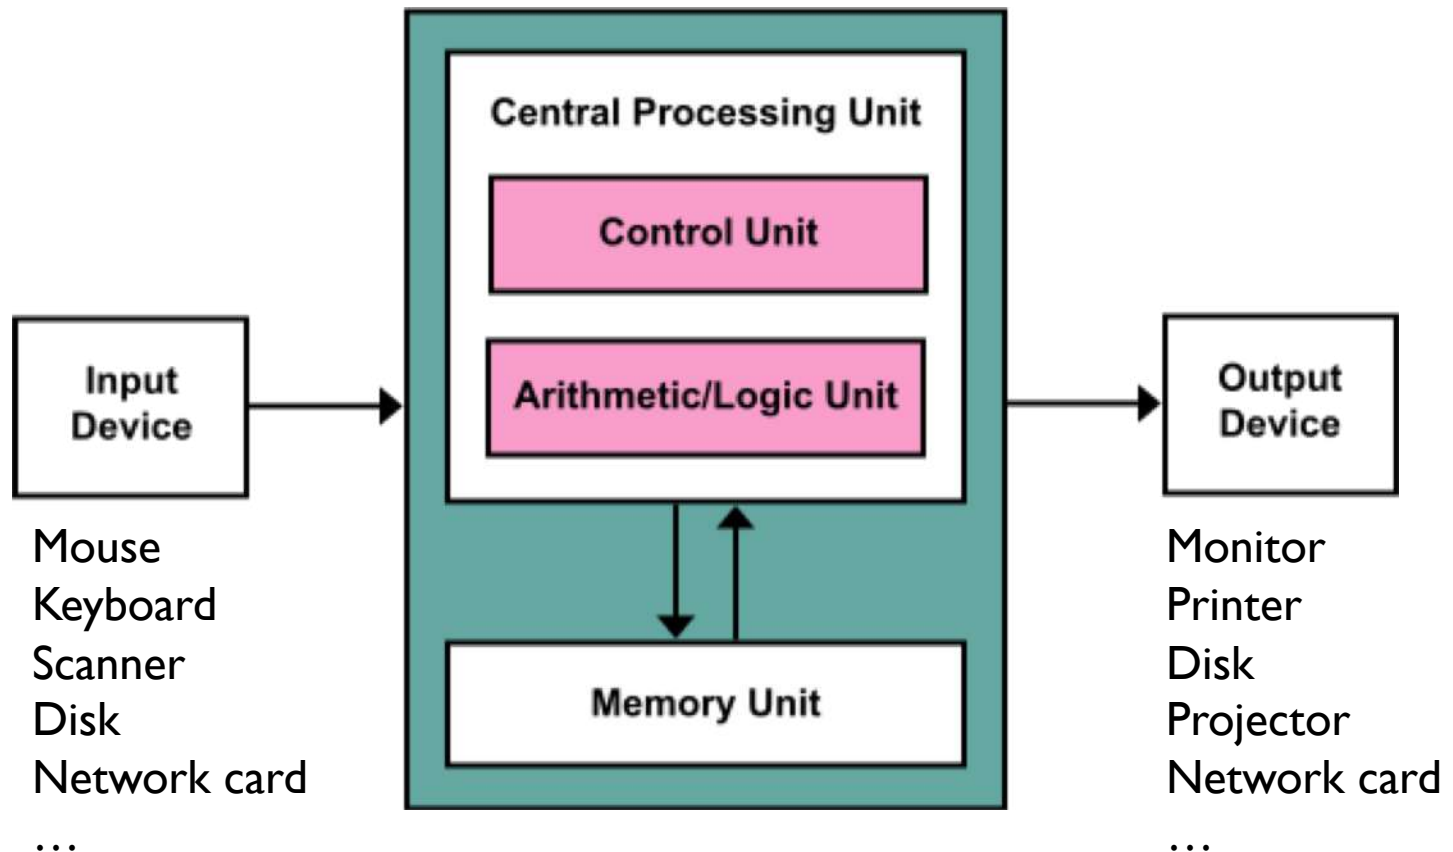 Central Processing Unit
Control Unit
Arithmetic/Logic Unit
Memory Unit
Input
Device
Mouse
Keyboard
Scanner
Disk
Network card
…
Output
Device
Monitor
Printer
Disk
Projector
Network card
…